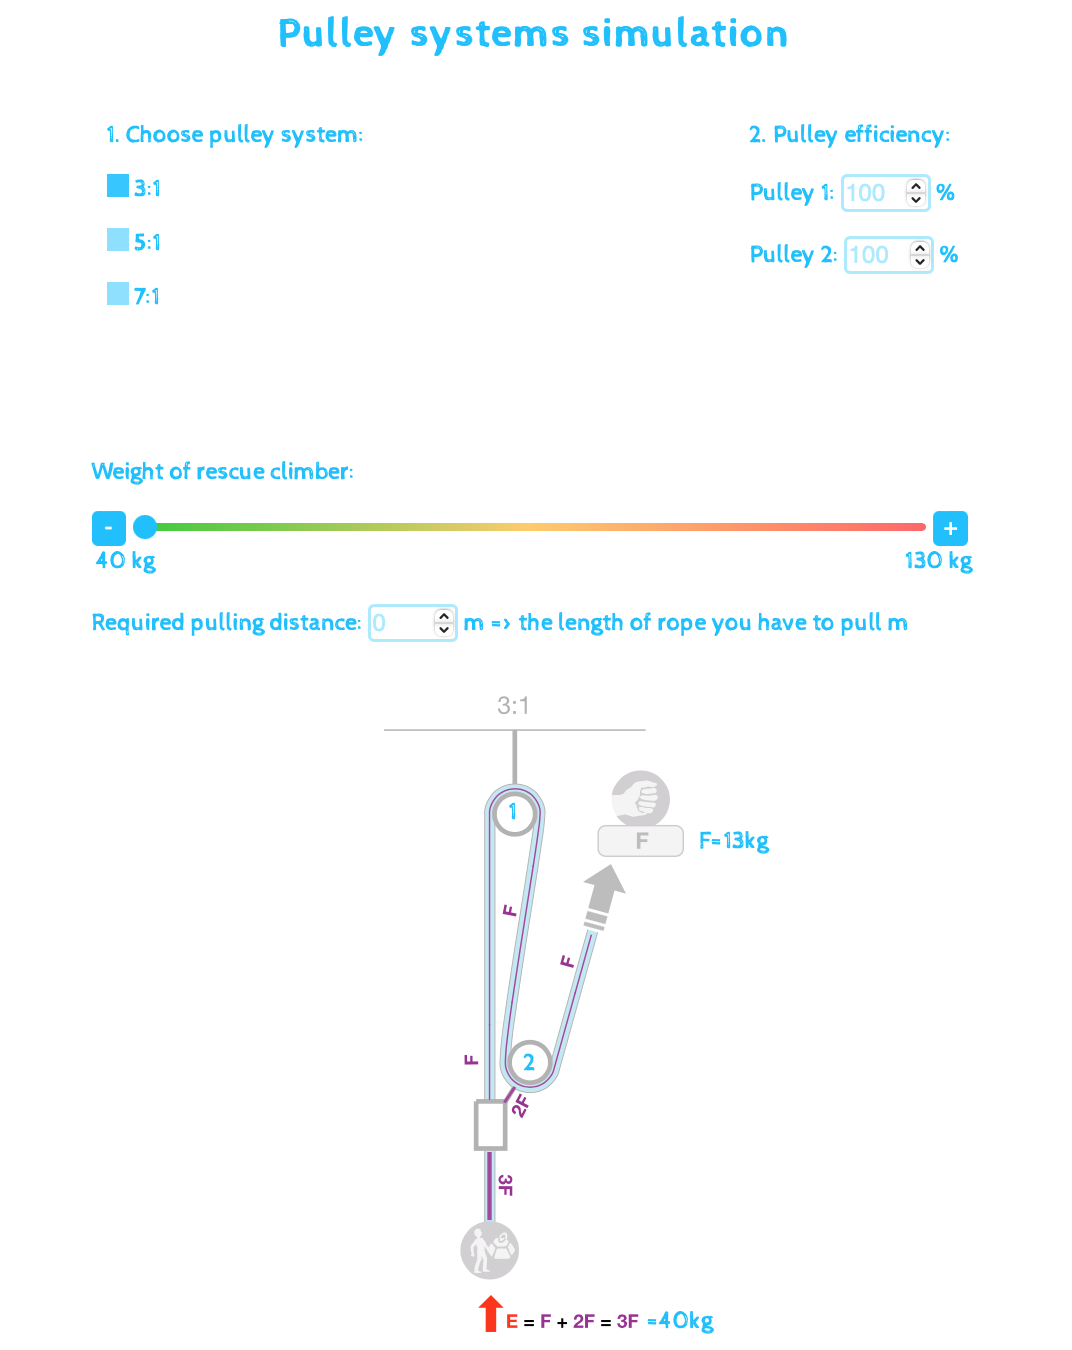 Pulley systems simulation
1. Choose pulley system:
2. Pulley efficiency:
3:1
Pulley 1: 100 %
5:1
Pulley 2: 100 %
7:1
Weight of rescue climber:
- +
40 kg 130 kg
Required pulling distance: 0 m => the length of rope you have to pull m
3:1
1
F F=13kg
F
F
F
2
2F
3F
E = F + 2F = 3F =40kg